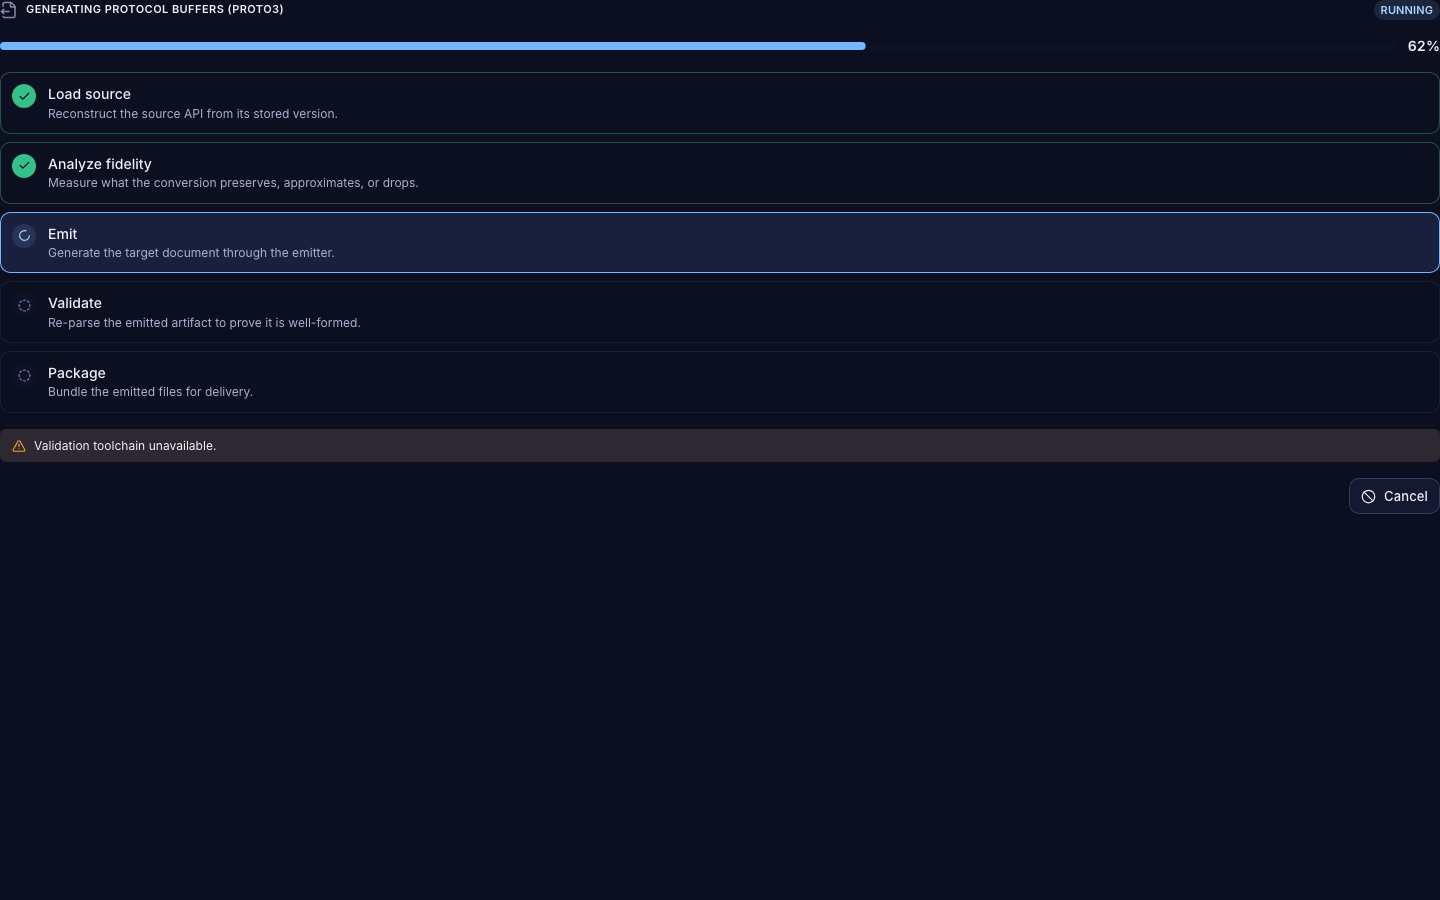 GENERATING PROTOCOL BUFFERS (PROTO3)
RUNNING
62%
Load source
Reconstruct the source API from its stored version.
Analyze fidelity
Measure what the conversion preserves, approximates, or drops.
Emit
Generate the target document through the emitter.
Validate
Re-parse the emitted artifact to prove it is well-formed.
Package
Bundle the emitted files for delivery.
Validation toolchain unavailable.
Cancel